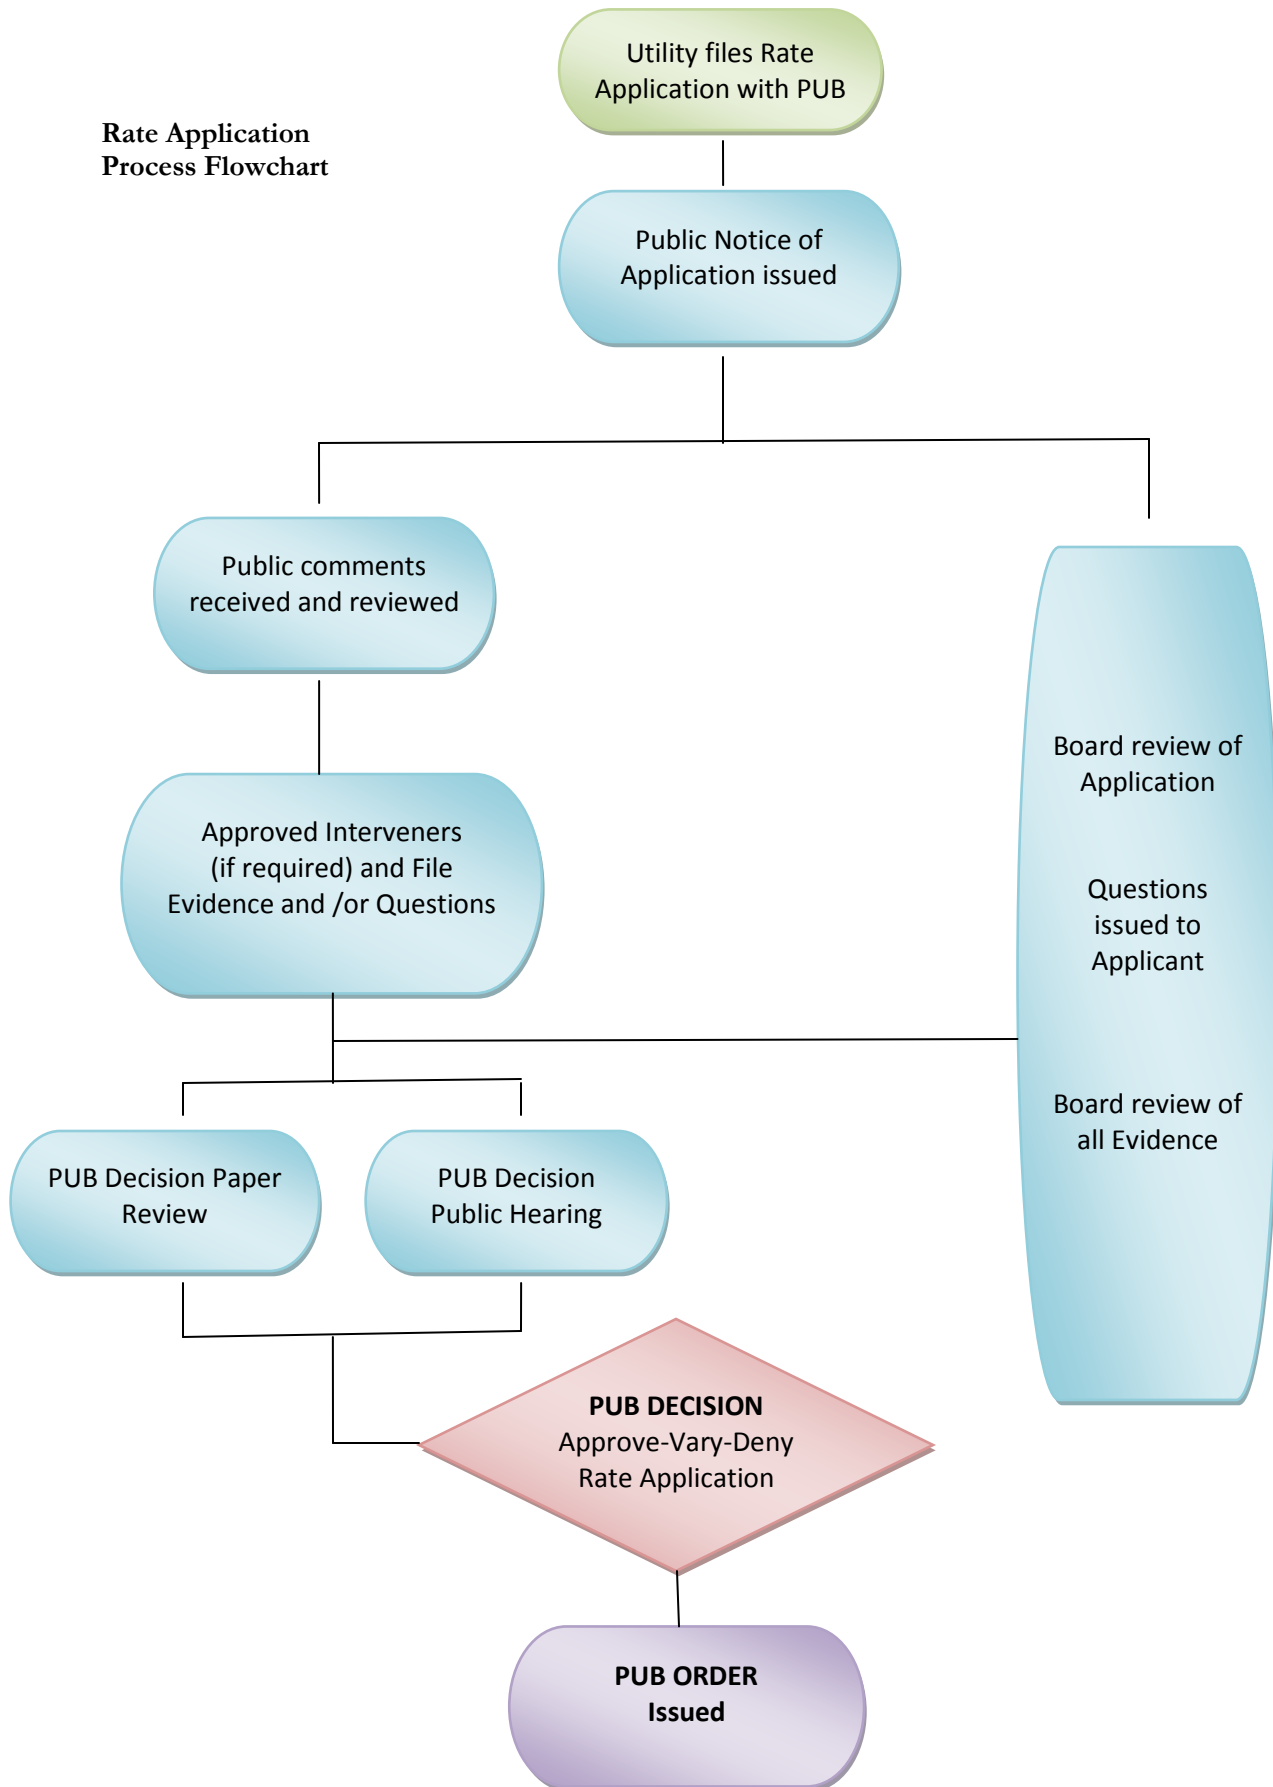 Utility files Rate
Application with PUB
Rate Application
Process Flowchart
Public Notice of
Application issued
Public comments
received and reviewed
Board review of
Application
Questions
issued to
Applicant
Board review of
all Evidence
Approved Interveners
(if required) and File
Evidence and /or Questions
PUB Decision Paper
Review
PUB Decision
Public Hearing
PUB DECISION
Approve-Vary-Deny
Rate Application
PUB ORDER
Issued